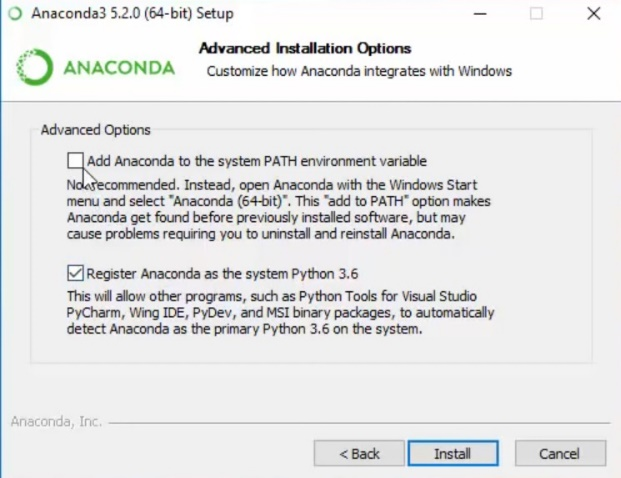 Anaconda3 5.2.0 (64-bit) Setup
Advanced Installation Options
ANACONDA
Customize how Anaconda integrates with Windows
Advanced Options
Add Anaconda to the system PATH environment variable
Not recommended. Instead, open Anaconda with the Windows Start
menu and select "Anaconda (64-bit)". This "add to PATH" option makes
Anaconda get found before previously installed software, but may
cause problems requiring you to uninstall and reinstall Anaconda.
Register Anaconda as the system Python 3.6
This will allow other programs, such as Python Tools for Visual Studio
PyCharm, Wing IDE, PyDev, and MSI binary packages, to automatically
detect Anaconda as the primary Python 3.6 on the system.
Anaconda, Inc.
< Back
Install
Cancel